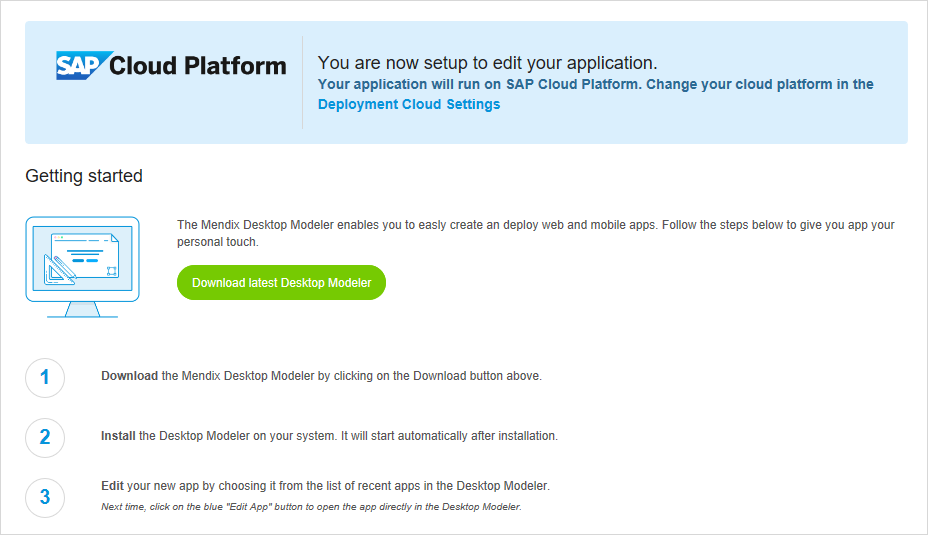 SAP Cloud Platform
You are now setup to edit your application.
Your application will run on SAP Cloud Platform. Change your cloud platform in the
Deployment Cloud Settings
Getting started
The Mendix Desktop Modeler enables you to easly create an deploy web and mobile apps. Follow the steps below to give you app your
personal touch.
Download latest Desktop Modeler
1
Download the Mendix Desktop Modeler by clicking on the Download button above.
2
Install the Desktop Modeler on your system. It will start automatically after installation.
3
Edit your new app by choosing it from the list of recent apps in the Desktop Modeler.
Next time, click on the blue "Edit App" button to open the app directly in the Desktop Modeler.